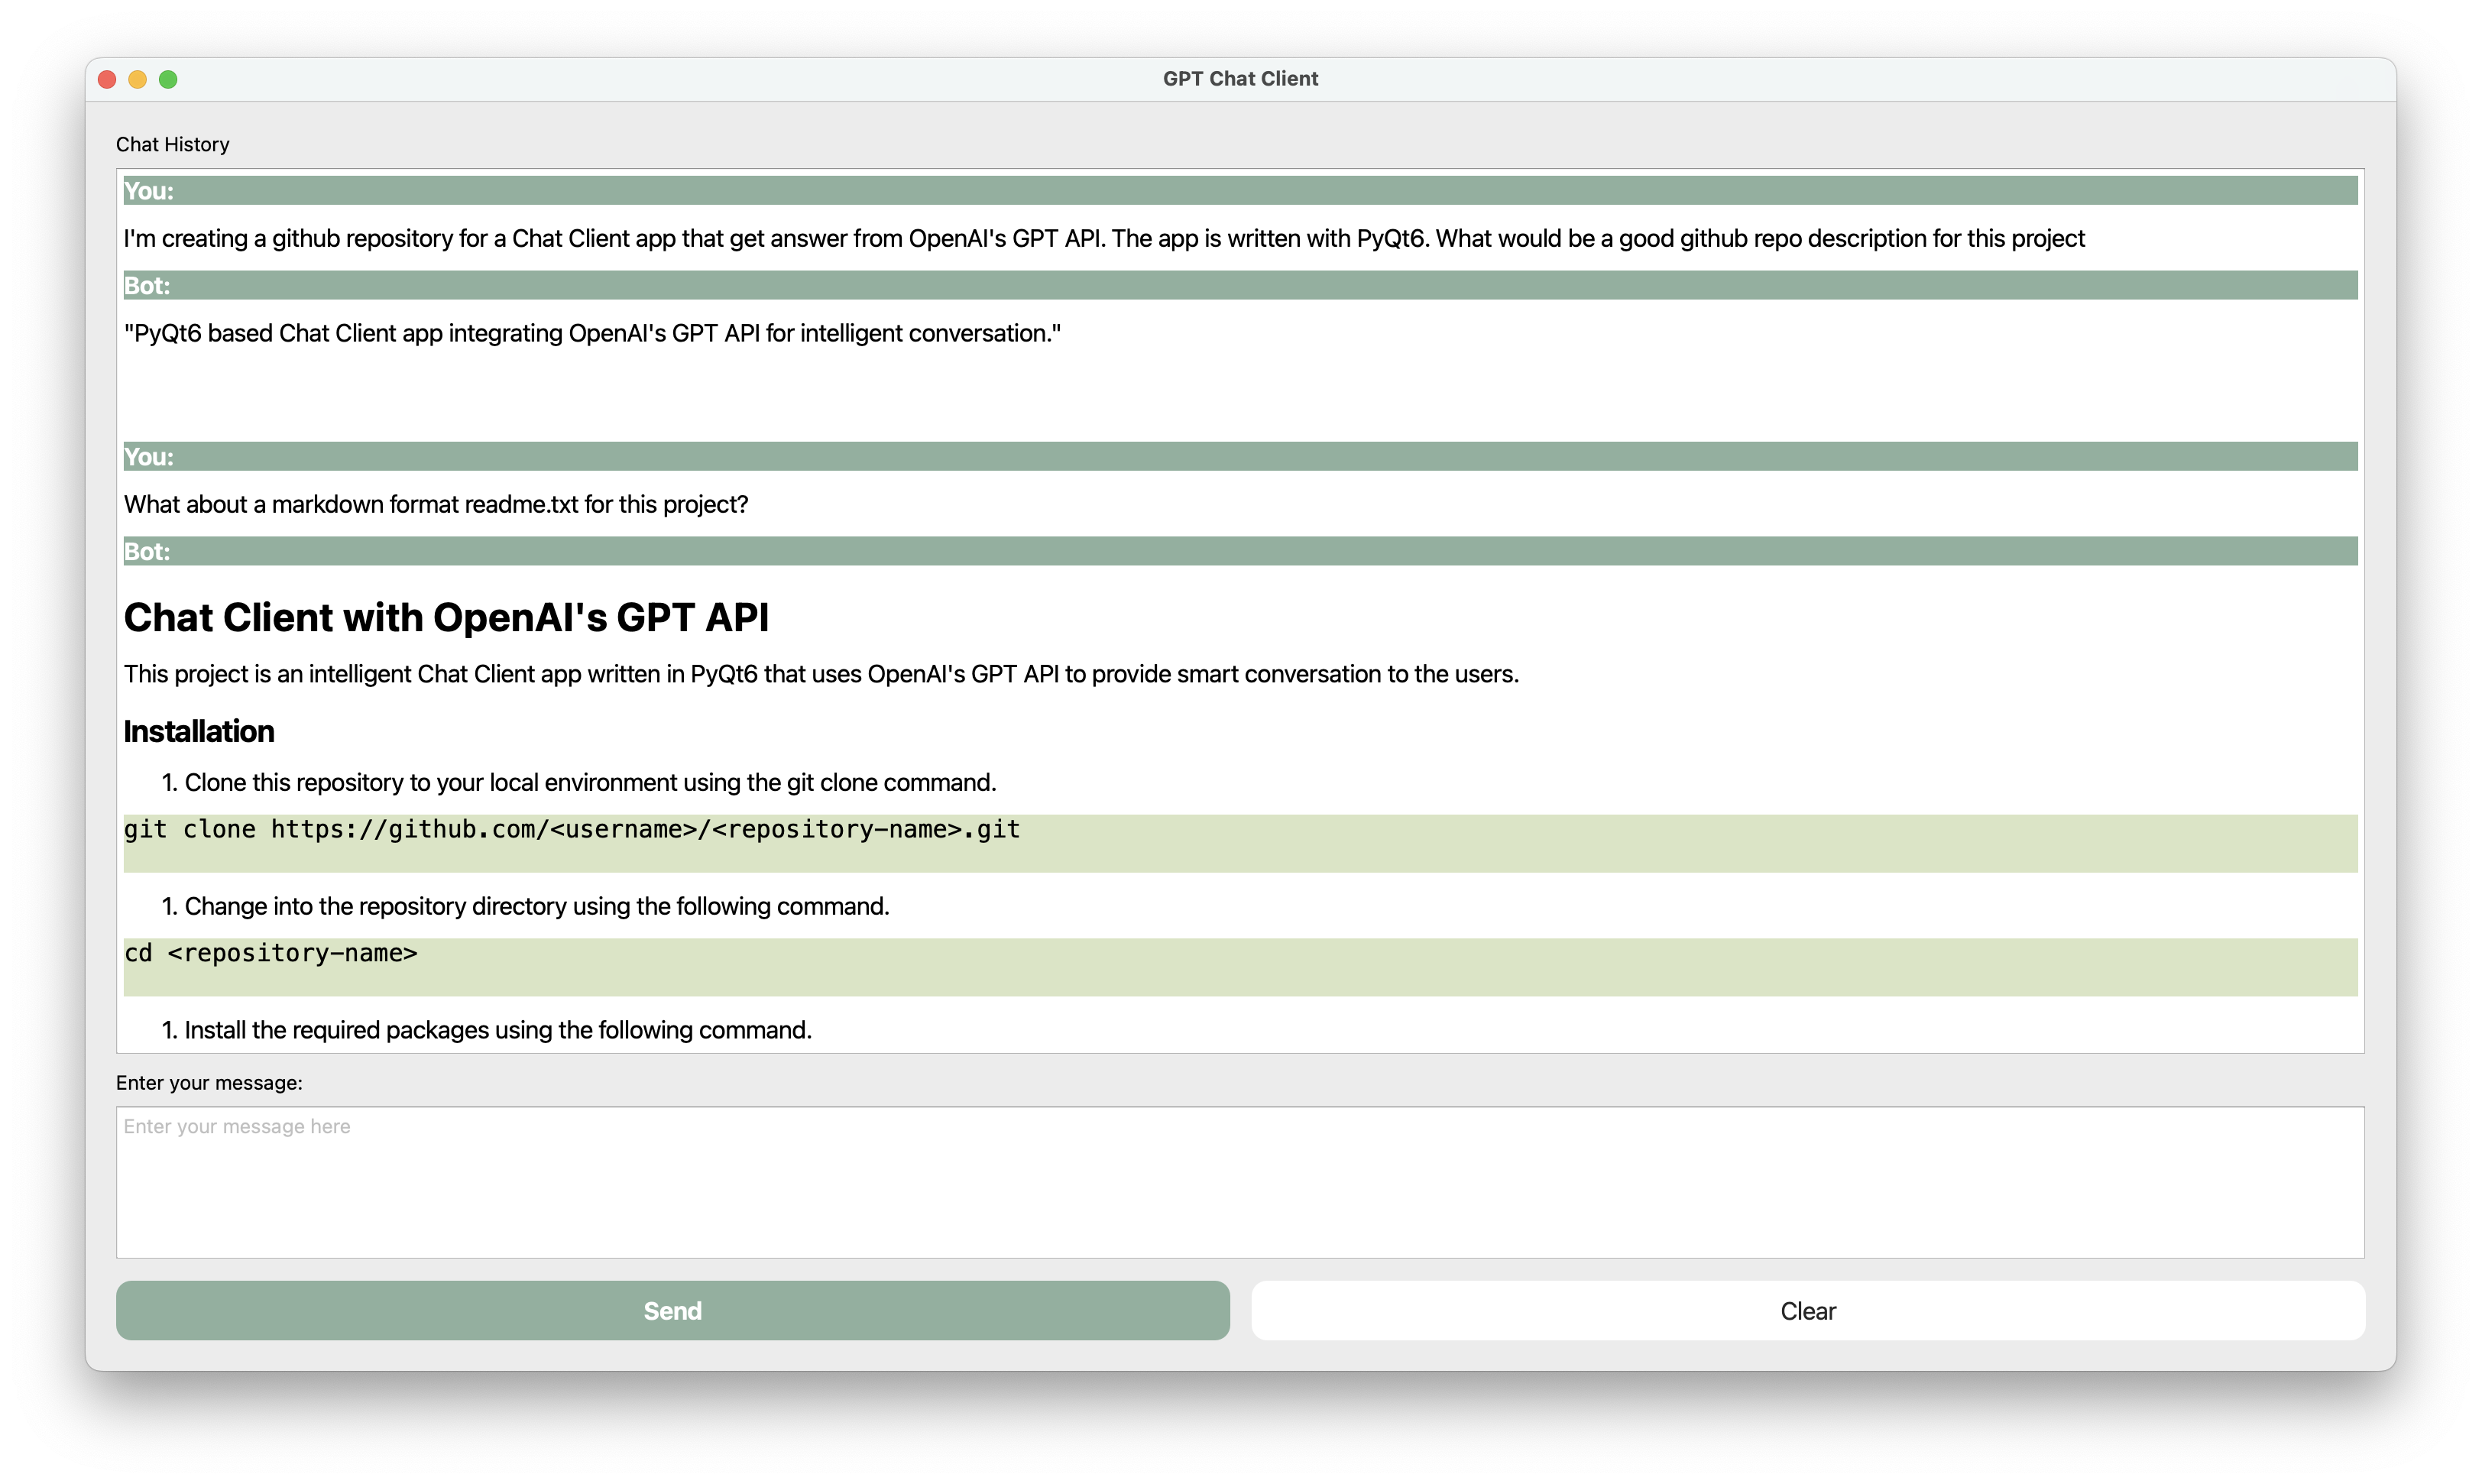 GPT Chat Client
Chat History
You:
I'm creating a github repository for a Chat Client app that get answer from OpenAI's GPT API. The app is written with PyQt6. What would be a good github repo description for this project
Bot:
"PyQt6 based Chat Client app integrating OpenAI's GPT API for intelligent conversation."
You:
What about a markdown format readme.txt for this project?
Bot:
Chat Client with OpenAI's GPT API
This project is an intelligent Chat Client app written in PyQt6 that uses OpenAI's GPT API to provide smart conversation to the users.
Installation
1. Clone this repository to your local environment using the git clone command.
git clone https://github.com/<username>/<repository-name>.git
1. Change into the repository directory using the following command.
cd <repository-name>
1. Install the required packages using the following command.
Enter your message:
Enter your message here
Send
Clear